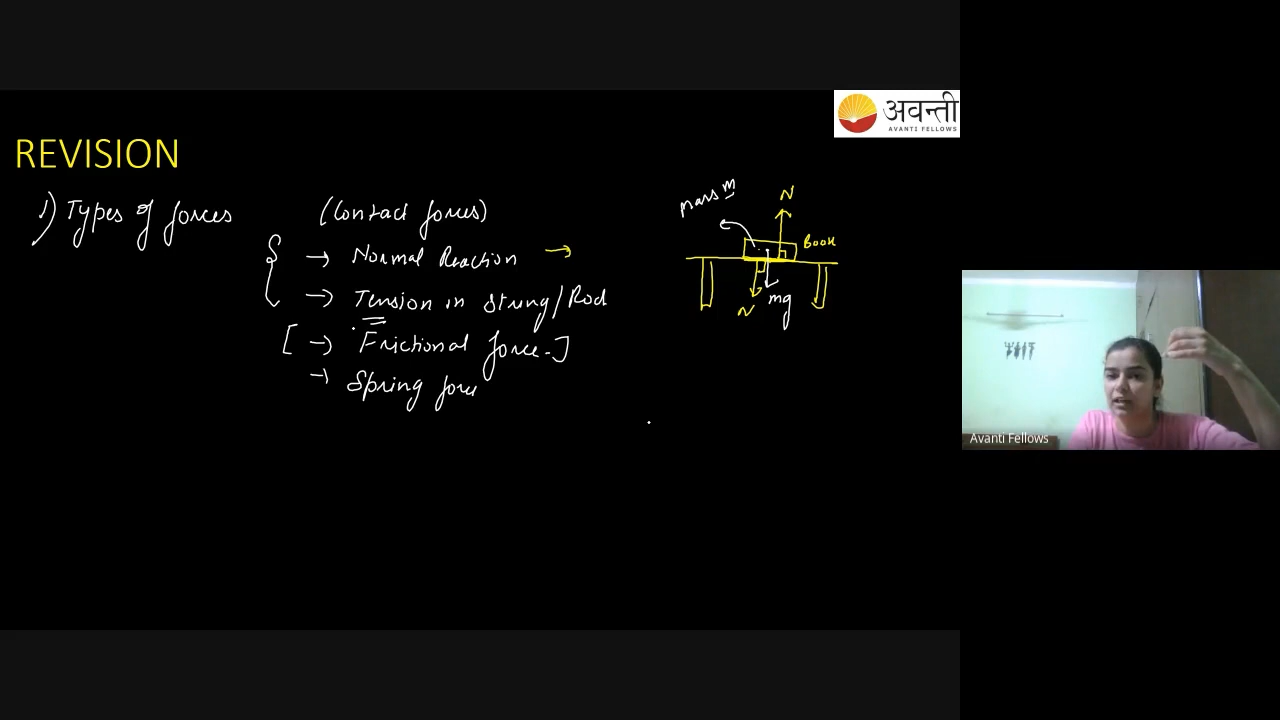 अवन्ती
AVANTI FELLOWS
REVISION
1) Types of forces
(Contact forces)
→ Normal Reaction →
→ Tension in string/Rod
[→ Frictional force-]
→ Spring force
mass m
N
Book
N
mg
Avanti Fellows